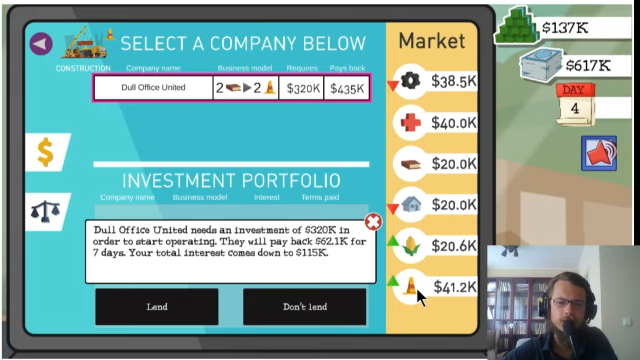 SELECT A COMPANY BELOW
CONSTRUCTION Company name Business model Requires Pays back
Dull Office United 2 2 $320K $435K
INVESTMENT PORTFOLIO
Company name Business model Interest Terms paid
Dull Office United needs an investment of $320K in
order to start operating. They will pay back $62.1K for
7 days. Your total interest comes down to $115K.
Lend Don't lend
$
Market
$38.5K
$40.0K
$20.0K
$20.0K
$20.6K
$41.2K
$137K
$617K
DAY
4